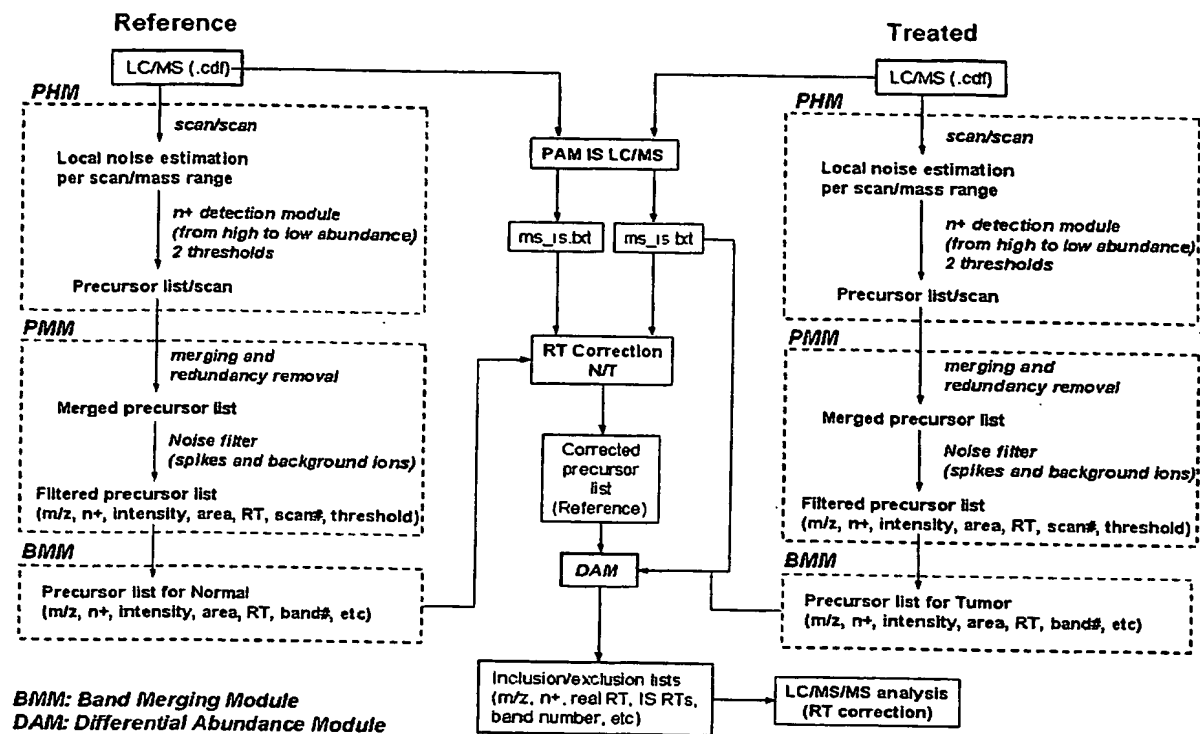 Reference
LC/MS (.cdf)
PHM
scan/scan
Local noise estimation
per scan/mass range
n+ detection module
(from high to low abundance)
2 thresholds
Precursor list/scan
PMM
merging and
redundancy removal
Merged precursor list
Noise filter
(spikes and background ions)
Filtered precursor list
(m/z, n+, intensity, area, RT, scan#, threshold)
BMM
Precursor list for Normal
(m/z, n+, intensity, area, RT, band#, etc)
BMM: Band Merging Module
DAM: Differential Abundance Module
PAM IS LC/MS
ms_is.txt
ms_is txt
RT Correction
N/T
Corrected
precursor
list
(Reference)
DAM
Inclusion/exclusion lists
(m/z, n+, real RT, IS RTs,
band number, etc)
LC/MS/MS analysis
(RT correction)
Treated
LC/MS (.cdf)
PHM
scan/scan
Local noise estimation
per scan/mass range
n+ detection module
(from high to low abundance)
2 thresholds
Precursor list/scan
PMM
merging and
redundancy removal
Merged precursor list
Noise filter
(spikes and background ions)
Filtered precursor list
(m/z, n+, intensity, area, RT, scan#, threshold)
BMM
Precursor list for Tumor
(m/z, n+, intensity, area, RT, band#, etc)